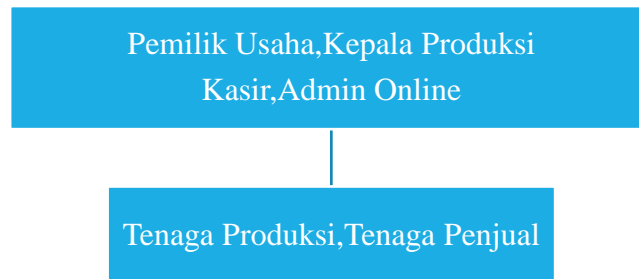 Pemilik Usaha,Kepala Produksi
Kasir,Admin Online
Tenaga Produksi,Tenaga Penjual